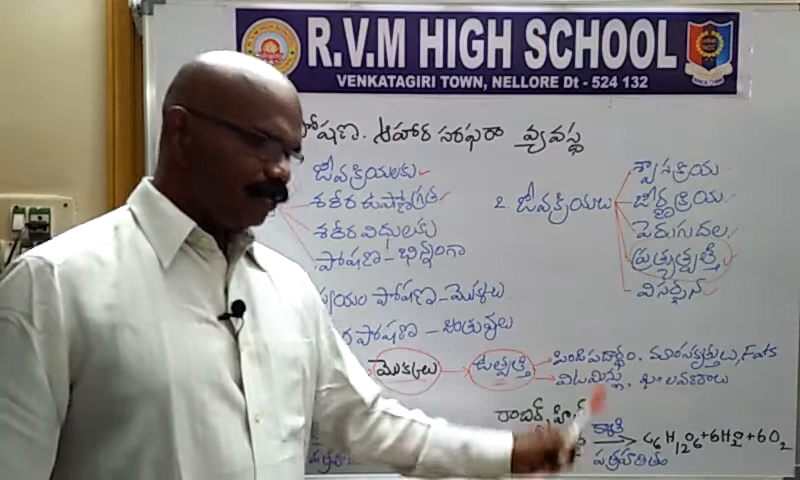 R.V.M HIGH SCHOOL
VENKATAGIRI TOWN, NELLORE Dt - 524 132
పోషణ - ఆహార సరఫరా వ్యవస్థ
జీవక్రియలకు
శరీర ఉష్ణోగ్రత
శరీర విధులకు
పోషణ - భిన్నంగా
2. జీవక్రియలు
శ్వాసక్రియ
జీర్ణక్రియ
పెరుగుదల
ప్రత్యుత్పత్తి
విసర్జన
స్వయం పోషణ - మొక్కలు
పోషణ - జంతువులు
మొక్కలు
ఉత్పత్తి
పిండిపదార్థం, మాంసకృత్తులు, Fats
విటమిన్లు, ఖ లవణాలు
రాబర్ట్ హిల్
కాంతి
పత్రహరితం
C6H12O6+6H2O+6O2